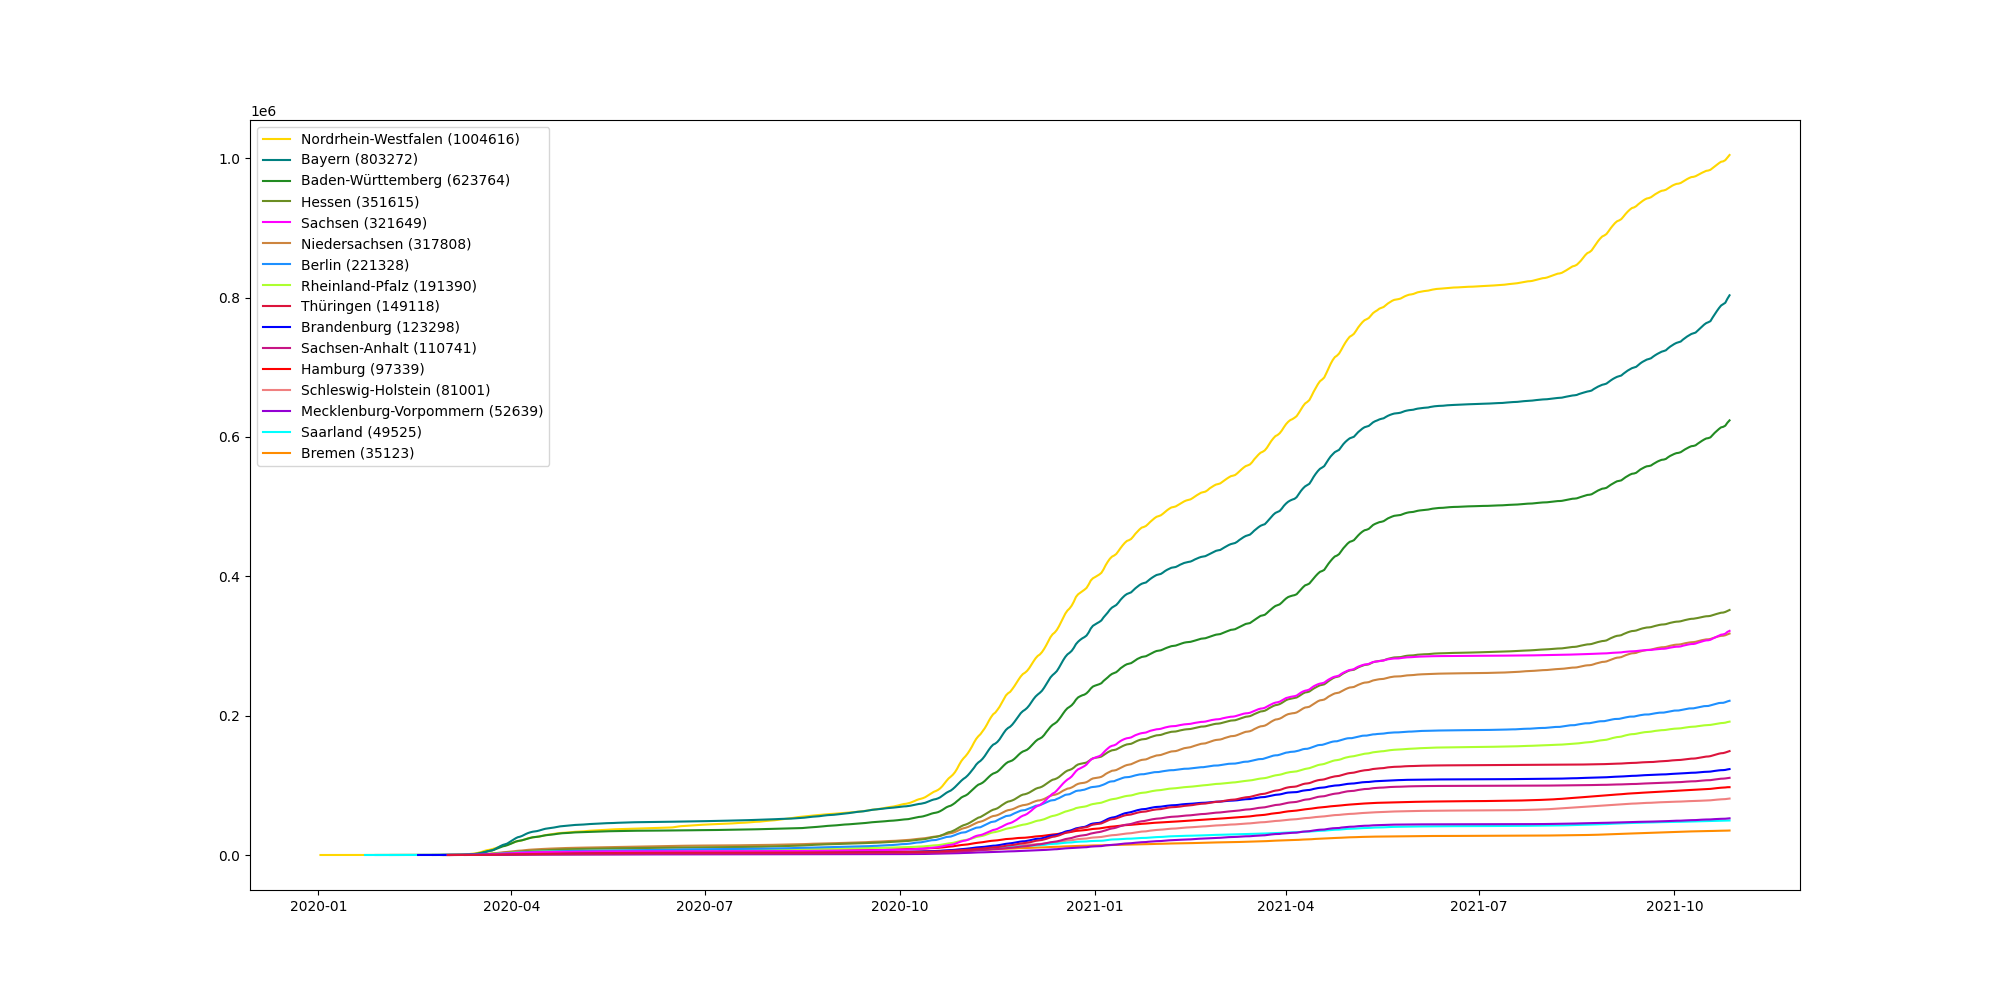 1e6
Nordrhein-Westfalen (1004616)
Bayern (803272)
Baden-Württemberg (623764)
Hessen (351615)
Sachsen (321649)
Niedersachsen (317808)
Berlin (221328)
Rheinland-Pfalz (191390)
Thüringen (149118)
Brandenburg (123298)
Sachsen-Anhalt (110741)
Hamburg (97339)
Schleswig-Holstein (81001)
Mecklenburg-Vorpommern (52639)
Saarland (49525)
Bremen (35123)
1.0
0.8
0.6
0.4
0.2
0.0
2020-01 2020-04 2020-07 2020-10 2021-01 2021-04 2021-07 2021-10